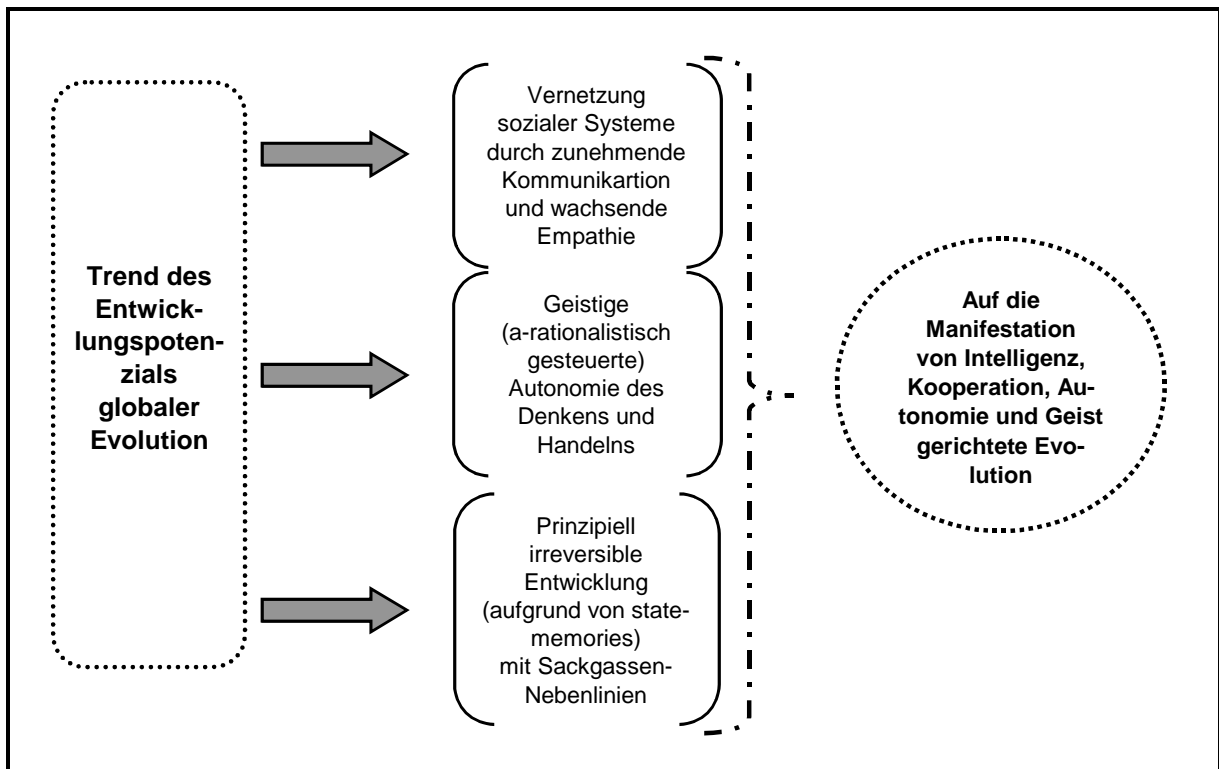 Trend des
Entwick-
lungspoten-
zials
globaler
Evolution
Vernetzung
sozialer Systeme
durch zunehmende
Kommunikartion
und wachsende
Empathie
Geistige
(a-rationalistisch
gesteuerte)
Autonomie des
Denkens und
Handelns
Prinzipiell
irreversible
Entwicklung
(aufgrund von state-
memories)
mit Sackgassen-
Nebenlinien
Auf die
Manifestation
von Intelligenz,
Kooperation, Au-
tonomie und Geist
gerichtete Evo-
lution